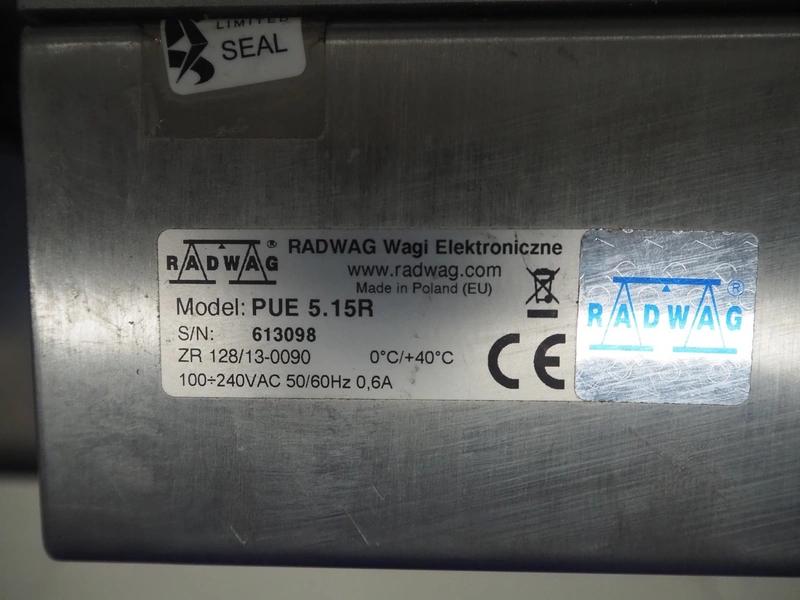 LIMITED
SEAL
RADWAG® RADWAG Wagi Elektroniczne
www.radwag.com
Made in Poland (EU)
Model: PUE 5.15R
S/N: 613098
ZR 128/13-0090 0°C/+40°C
100÷240VAC 50/60Hz 0,6A
CE
RADWAG®